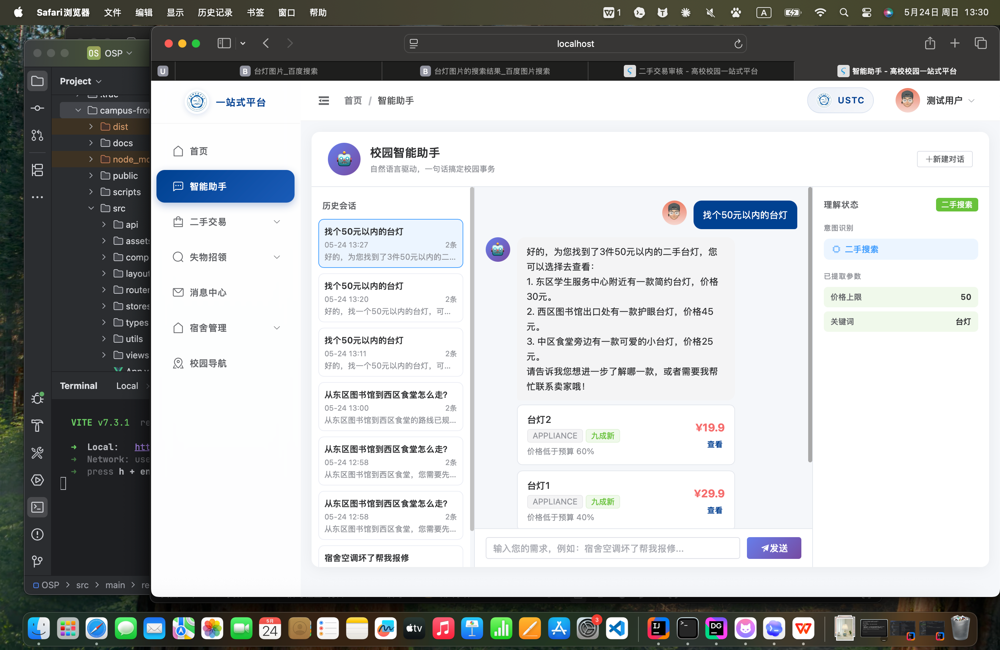 Safari浏览器 文件 编辑 显示 历史记录 书签 窗口 帮助
1 A 5月24日 周日 13:30
OS OSP
Project
campus-fro
dist
docs
node_mo
public
scripts
src
api
assets
comp
layout
router
stores
types
utils
views
Terminal Local
VITE v7.3.1 re
➜ Local: htt
➜ Network: use
➜ press h + en
OSP > src > main > re
localhost
U
B 台灯图片_百度搜索
B 台灯图片的搜索结果_百度图片搜索
二手交易审核 - 高校校园一站式平台
智能助手 - 高校校园一站式平台
一站式平台
首页 / 智能助手
USTC
测试用户
首页
智能助手
二手交易
失物招领
消息中心
宿舍管理
校园导航
校园智能助手
自然语言驱动，一句话搞定校园事务
+新建对话
历史会话
找个50元以内的台灯
05-24 13:27 2条
好的，为您找到了3件50元以内的二...
找个50元以内的台灯
05-24 13:20 2条
好的，找一个50元以内的台灯，可...
找个50元以内的台灯
05-24 13:11 2条
好的，找一个50元以内的台灯，可...
从东区图书馆到西区食堂怎么走？
05-24 13:00 2条
从东区图书馆到西区食堂的路线已规...
从东区图书馆到西区食堂怎么走？
05-24 12:58 2条
从东区图书馆到西区食堂，您需要先...
从东区图书馆到西区食堂怎么走？
05-24 12:58 2条
从东区图书馆到西区食堂，您需要先...
宿舍空调坏了帮我报修
找个50元以内的台灯
好的，为您找到了3件50元以内的二手台灯，您
可以选择去查看：
1. 东区学生服务中心附近有一款简约台灯，价格
30元。
2. 西区图书馆出口处有一款护眼台灯，价格45
元。
3. 中区食堂旁边有一款可爱的小台灯，价格25
元。
请告诉我您想进一步了解哪一款，或者需要我帮
忙联系卖家哦！
台灯2
¥19.9
APPLIANCE 九成新
查看
价格低于预算 60%
台灯1
¥29.9
APPLIANCE 九成新
查看
价格低于预算 40%
输入您的需求，例如：宿舍空调坏了帮我报修...
发送
理解状态 二手搜索
意图识别
二手搜索
已提取参数
价格上限 50
关键词 台灯
5月
24
tv
3
IJ
DG